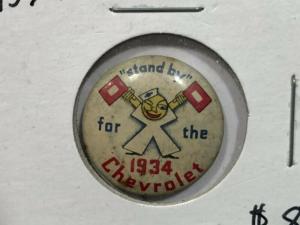 "stand by"
for the
1934
Chevrolet